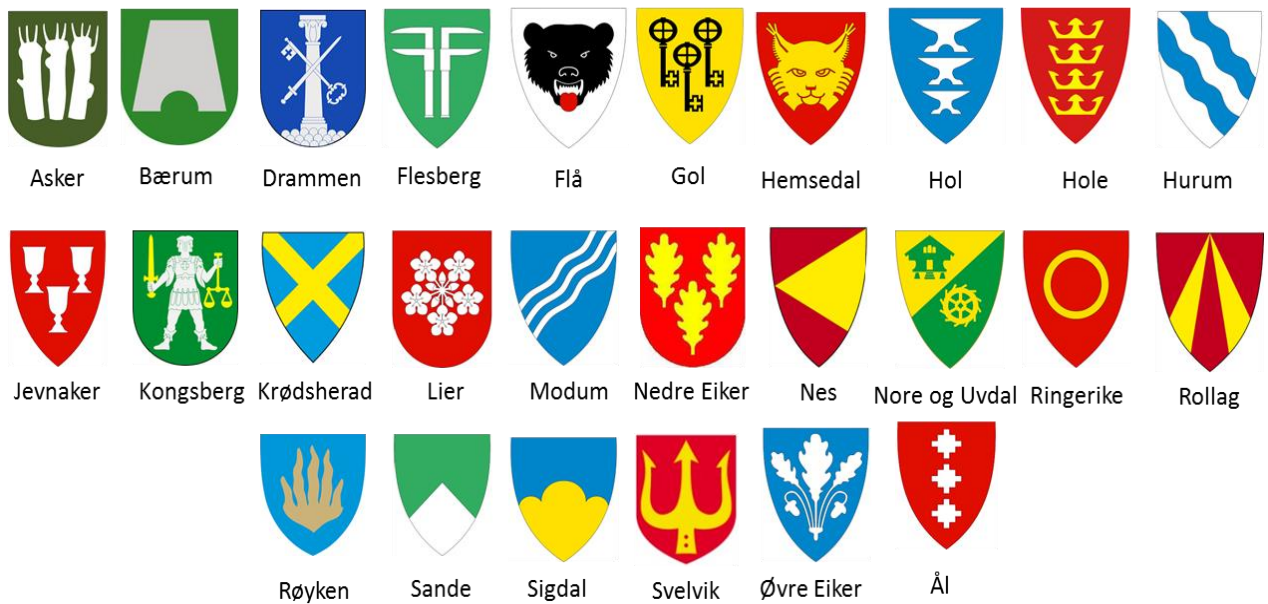 Asker Bærum Drammen Flesberg Flå Gol Hemsedal Hol Hole Hurum
Jevnaker Kongsberg Krødsherad Lier Modum Nedre Eiker Nes Nore og Uvdal Ringerike Rollag
Røyken Sande Sigdal Svelvik Øvre Eiker Ål